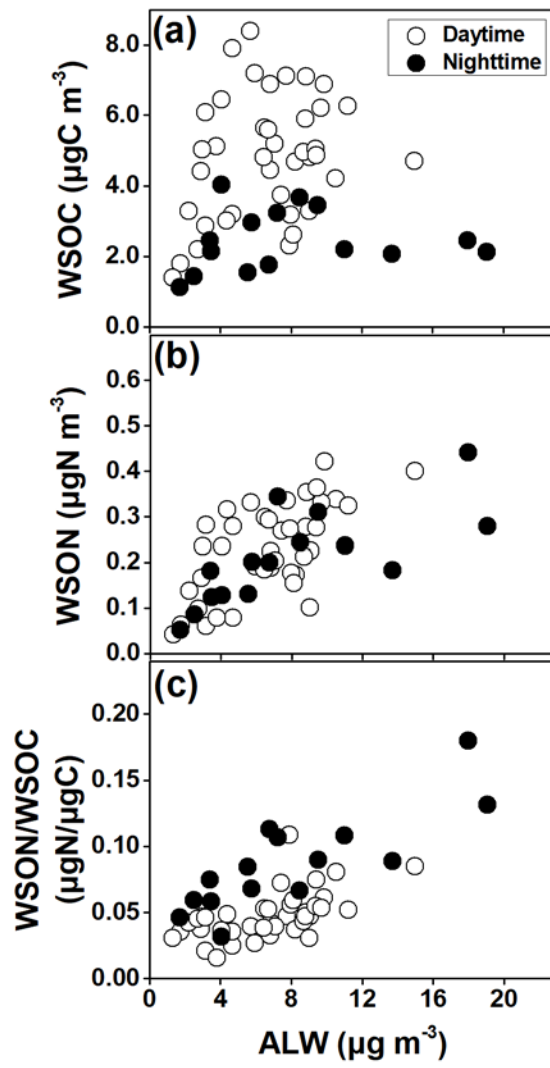 (a)
Daytime
Nighttime
8.0
6.0
4.0
2.0
0.0
WSOC (µgC m⁻³)
(b)
0.6
0.5
0.4
0.3
0.2
0.1
0.0
WSON (µgN m⁻³)
(c)
0.20
0.15
0.10
0.05
0.00
WSON/WSOC
(µgN/µgC)
0 4 8 12 16 20
ALW (µg m⁻³)